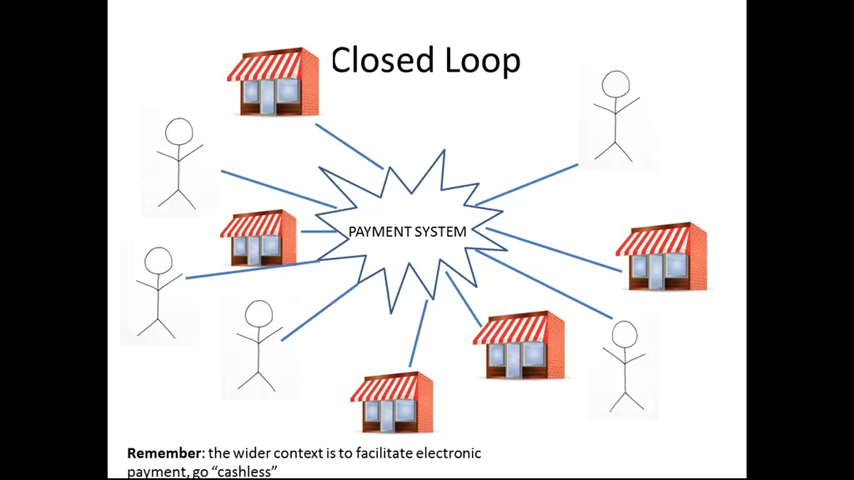 Closed Loop
PAYMENT SYSTEM
Remember: the wider context is to facilitate electronic
payment, go “cashless”